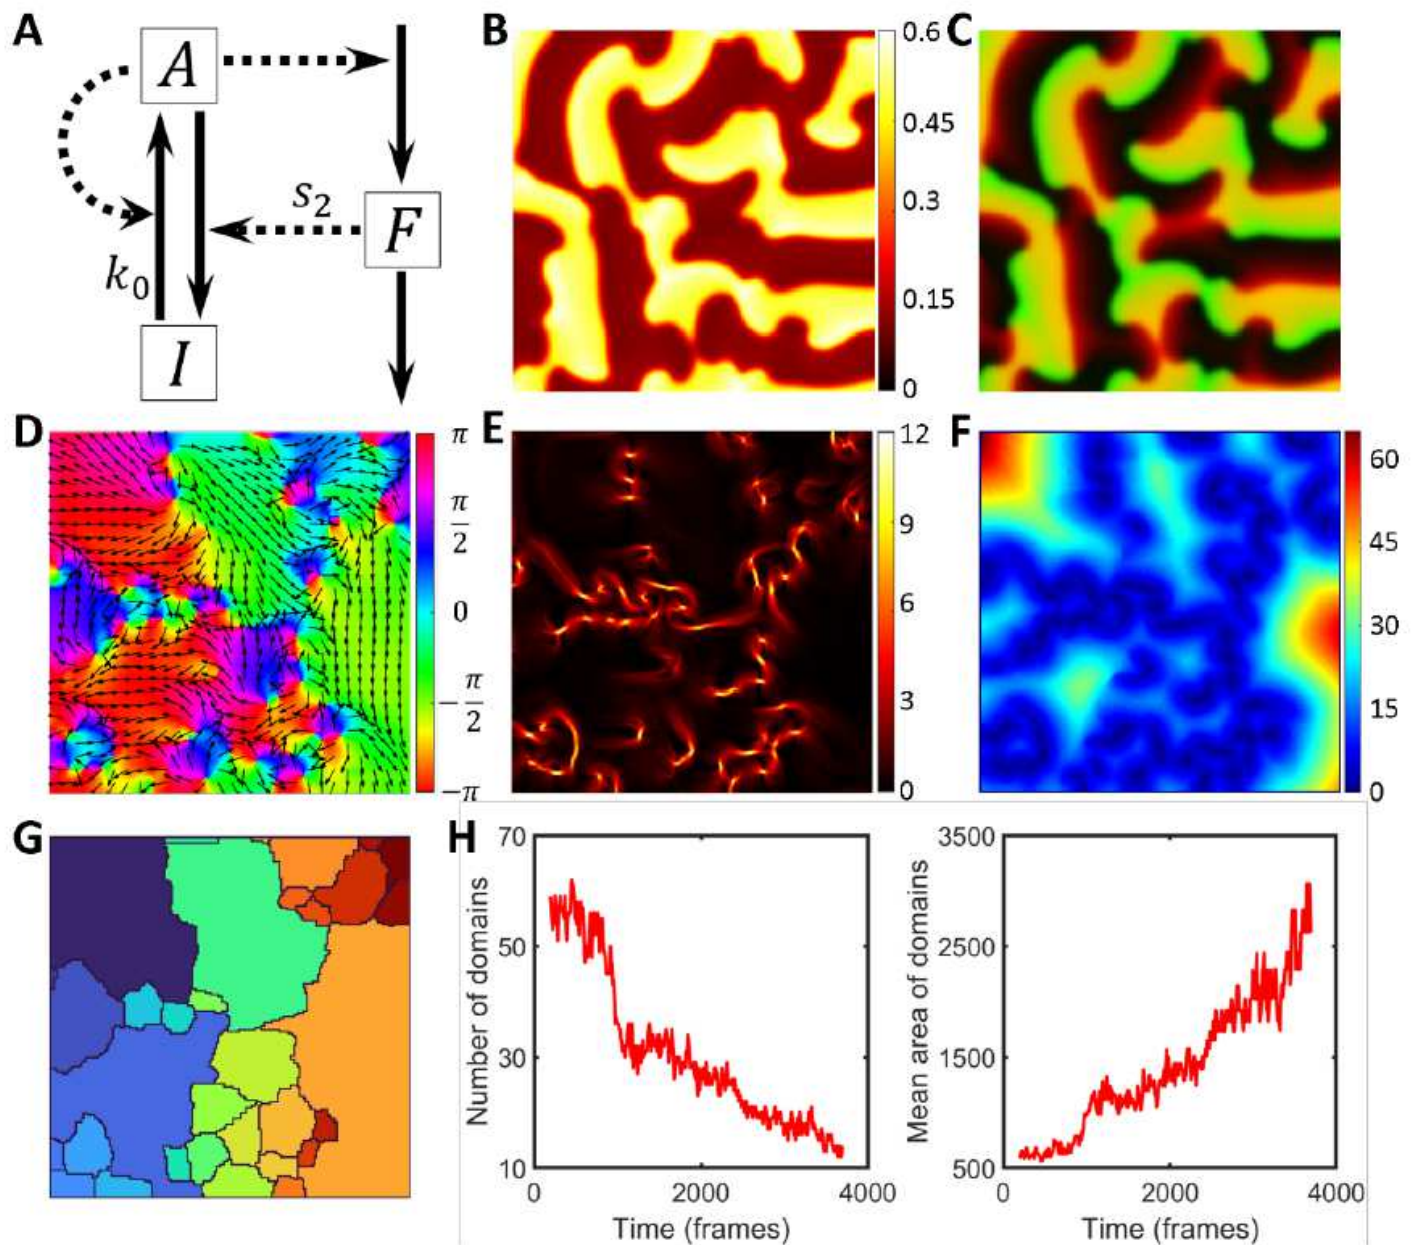 A
A
I
F
k0
s2
B
0.6
0.45
0.3
0.15
0
C
D
π
π/2
0
−π/2
−π
E
12
9
6
3
0
F
60
45
30
15
0
G
H
Number of domains
70
50
30
10
0
2000
4000
Time (frames)
Mean area of domains
3500
2500
1500
500
0
2000
4000
Time (frames)